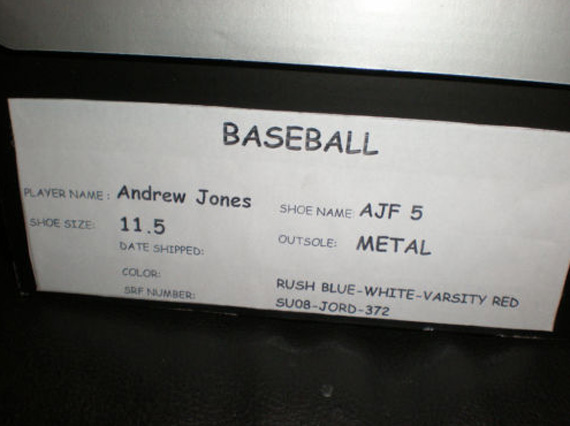 BASEBALL
PLAYER NAME: Andrew Jones SHOE NAME: AJF 5
SHOE SIZE: 11.5 OUTSOLE: METAL
DATE SHIPPED:
COLOR: RUSH BLUE-WHITE-VARSITY RED
SRF NUMBER: SU08-JORD-372